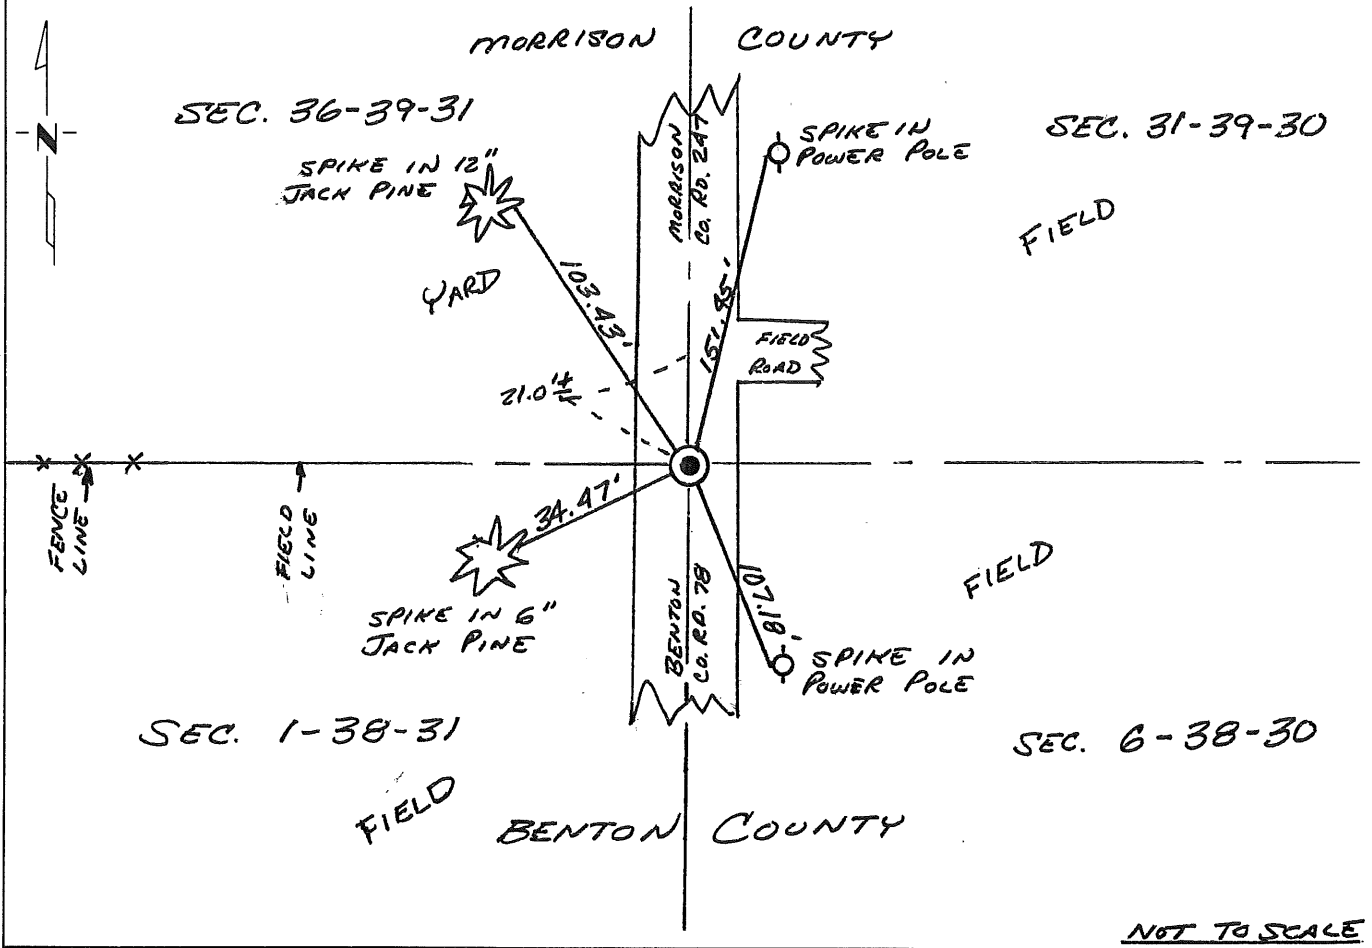 MORRISON COUNTY
N
SEC. 36-39-31
SPIKE IN 12"
JACK PINE
MORRISON
CO. RD. 247
SPIKE IN
POWER POLE
SEC. 31-39-30
FIELD
YARD
103.43'
151.85'
FIELD
ROAD
21.0'±
FENCE
LINE
FIELD
LINE
34.47'
SPIKE IN 6"
JACK PINE
BENTON
CO. RD. 78
107.18'
SPIKE IN
POWER POLE
FIELD
SEC. 1-38-31
SEC. 6-38-30
FIELD
BENTON COUNTY
NOT TO SCALE